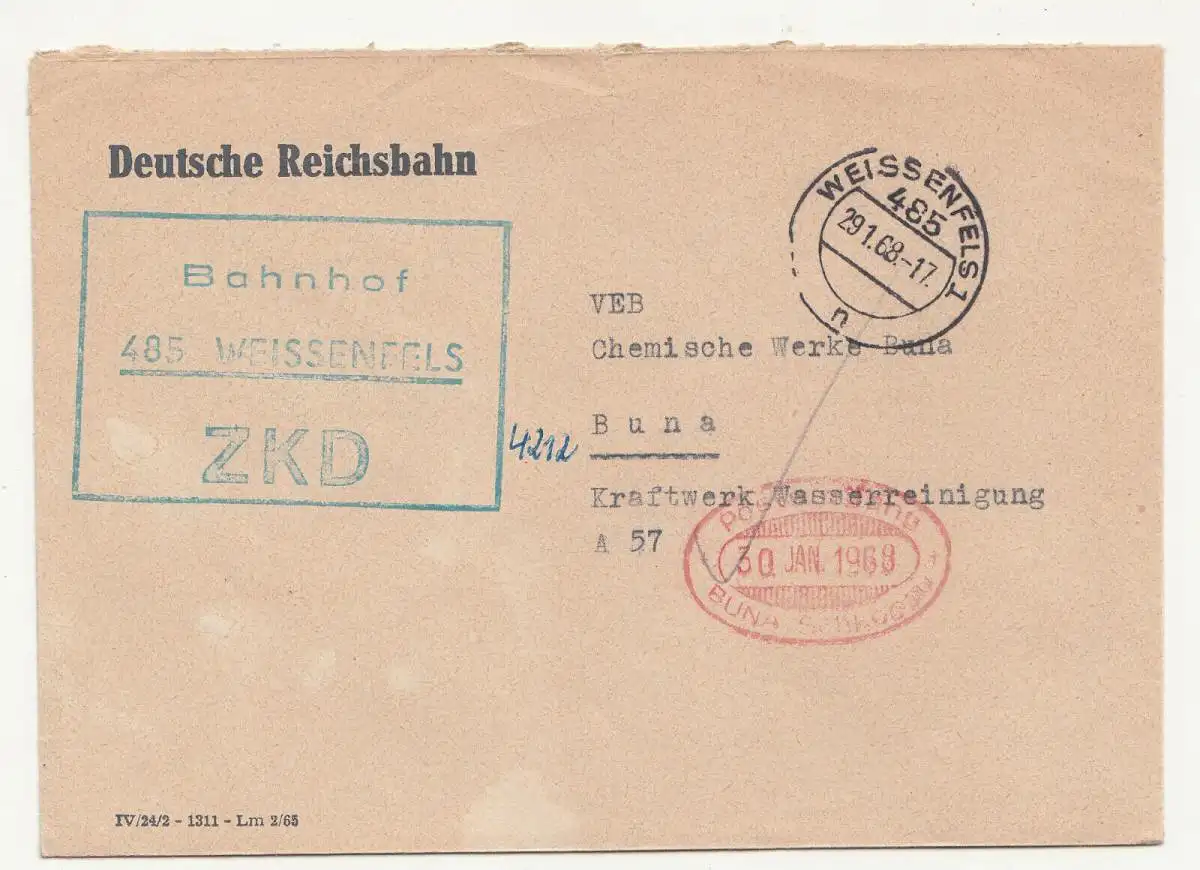 Deutsche Reichsbahn
Bahnhof
485 WEISSENFELS
ZKD
WEISSENFELS 1
485
29.1.68.-17
n
VEB
Chemische Werke Buna
4212
Buna
Kraftwerk Wasserreinigung
A 57
30 JAN. 1968
BUNA
IV/24/2 - 1311 - Lm 2/65